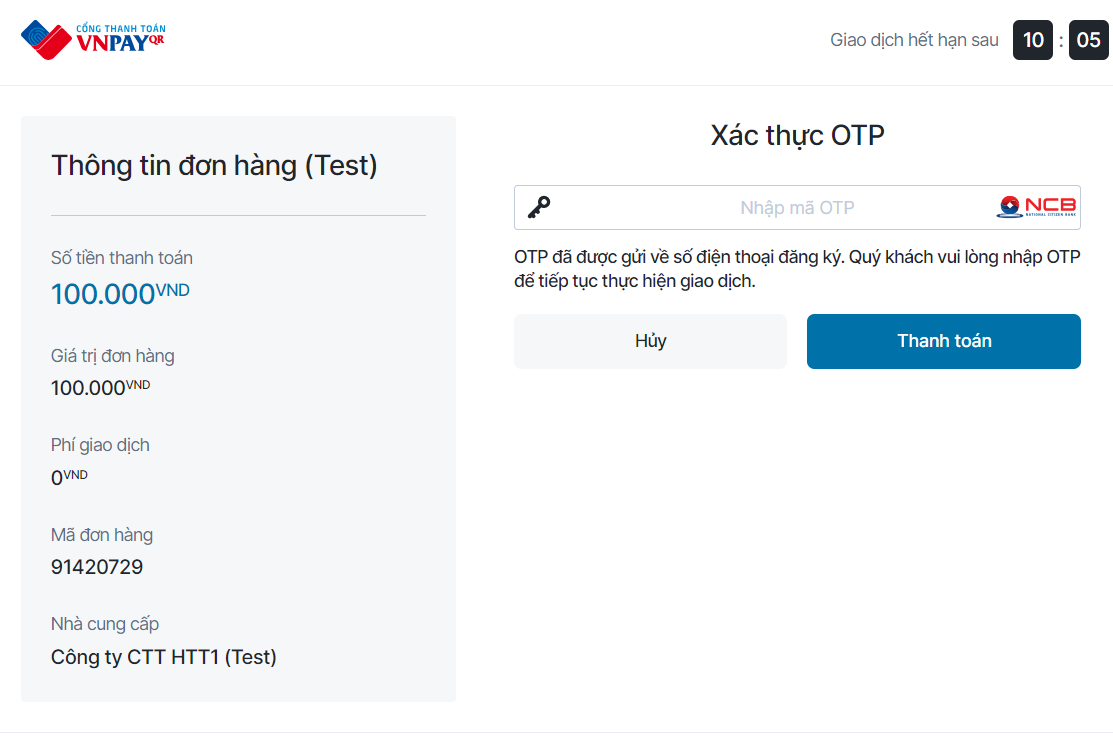 CỔNG THANH TOÁN
VNPAYQR
Giao dịch hết hạn sau 10 : 05
Thông tin đơn hàng (Test)
Số tiền thanh toán
100.000VND
Giá trị đơn hàng
100.000VND
Phí giao dịch
0VND
Mã đơn hàng
91420729
Nhà cung cấp
Công ty CTT HTT1 (Test)
Xác thực OTP
Nhập mã OTP
NCB
NATIONAL CITIZEN BANK
OTP đã được gửi về số điện thoại đăng ký. Quý khách vui lòng nhập OTP
để tiếp tục thực hiện giao dịch.
Hủy
Thanh toán